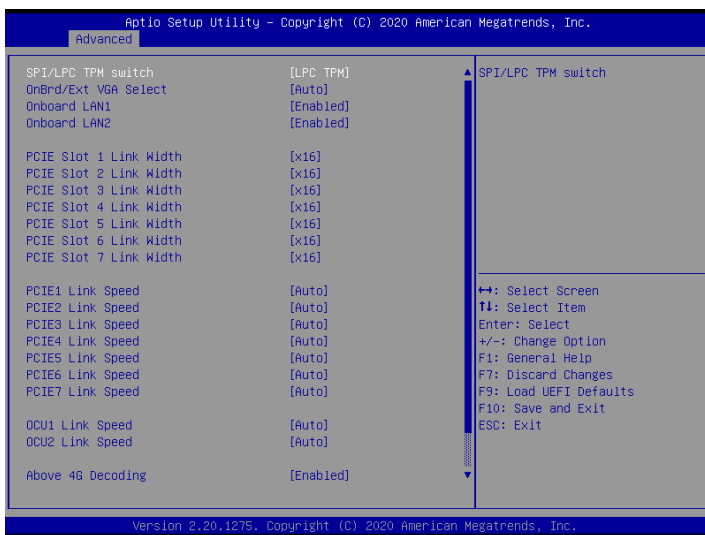 Aptio Setup Utility – Copyright (C) 2020 American Megatrends, Inc.
Advanced
SPI/LPC TPM switch [LPC TPM]
OnBrd/Ext VGA Select [Auto]
Onboard LAN1 [Enabled]
Onboard LAN2 [Enabled]
PCIE Slot 1 Link Width [x16]
PCIE Slot 2 Link Width [x16]
PCIE Slot 3 Link Width [x16]
PCIE Slot 4 Link Width [x16]
PCIE Slot 5 Link Width [x16]
PCIE Slot 6 Link Width [x16]
PCIE Slot 7 Link Width [x16]
PCIE1 Link Speed [Auto]
PCIE2 Link Speed [Auto]
PCIE3 Link Speed [Auto]
PCIE4 Link Speed [Auto]
PCIE5 Link Speed [Auto]
PCIE6 Link Speed [Auto]
PCIE7 Link Speed [Auto]
OCU1 Link Speed [Auto]
OCU2 Link Speed [Auto]
Above 4G Decoding [Enabled]
SPI/LPC TPM switch
↔: Select Screen
↑↓: Select Item
Enter: Select
+/-: Change Option
F1: General Help
F7: Discard Changes
F9: Load UEFI Defaults
F10: Save and Exit
ESC: Exit
Version 2.20.1275. Copyright (C) 2020 American Megatrends, Inc.